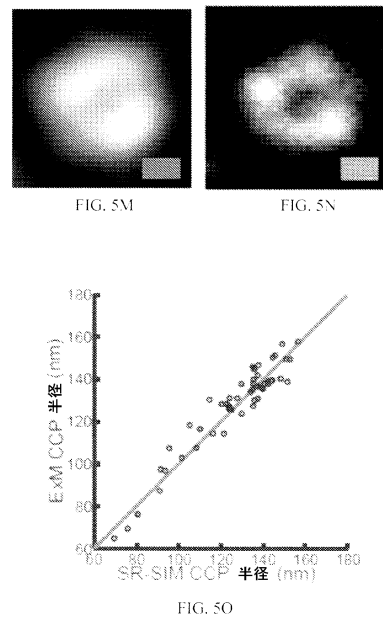 FIG. 5M
FIG. 5N
180
160
140
120
100
80
60
ExM CCP 半径 (nm)
60 80 100 120 140 160 180
SR-SIM CCP 半径 (nm)
FIG. 5O